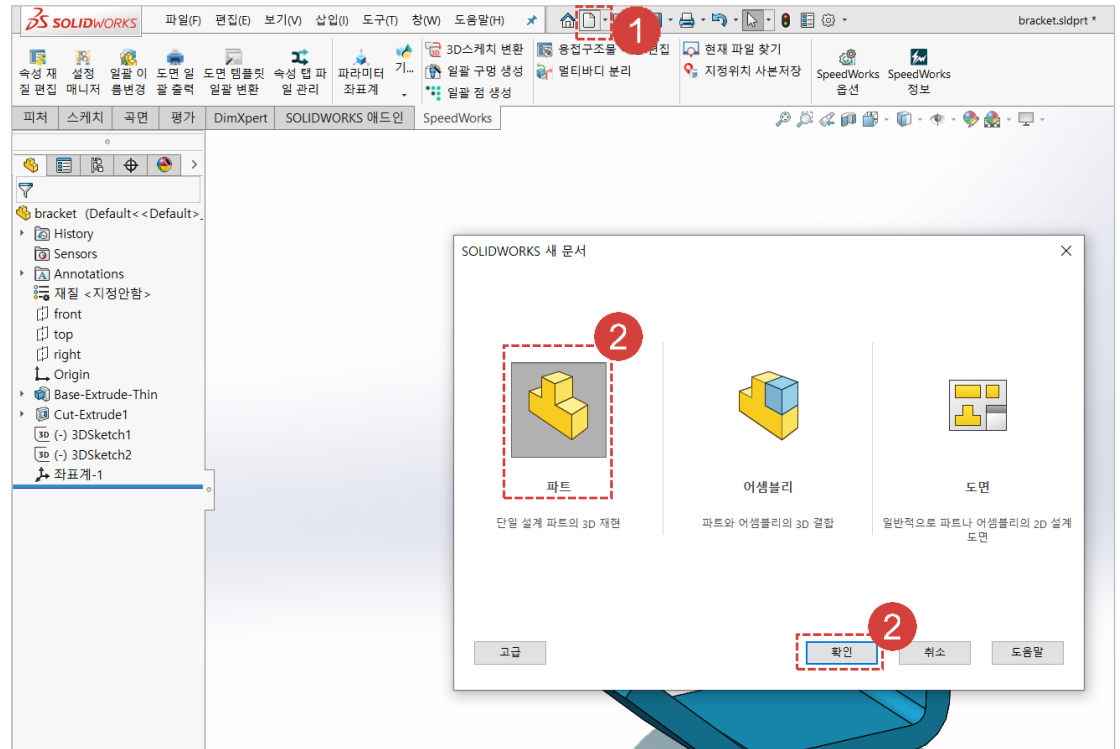 SOLIDWORKS 파일(F) 편집(E) 보기(V) 삽입(I) 도구(T) 창(W) 도움말(H) 1 bracket.sldprt *
속성 재질 편집
설정 매니저
일괄 이름변경
도면 일괄 출력
도면 템플릿 일괄 변환
속성 탭 파일 관리
파라미터 좌표계
기...
3D스케치 변환
일괄 구멍 생성
일괄 점 생성
용접구조물 편집
멀티바디 분리
현재 파일 찾기
지정위치 사본저장
SpeedWorks 옵션
SpeedWorks 정보
피처 스케치 곡면 평가 DimXpert SOLIDWORKS 애드인 SpeedWorks
bracket (Default<<Default>_
History
Sensors
Annotations
재질 <지정안함>
front
top
right
Origin
Base-Extrude-Thin
Cut-Extrude1
3D (-) 3DSketch1
3D (-) 3DSketch2
좌표계-1
SOLIDWORKS 새 문서
2
파트 어셈블리 도면
단일 설계 파트의 3D 재현
파트와 어셈블리의 3D 결합
일반적으로 파트나 어셈블리의 2D 설계
도면
2
고급 확인 취소 도움말